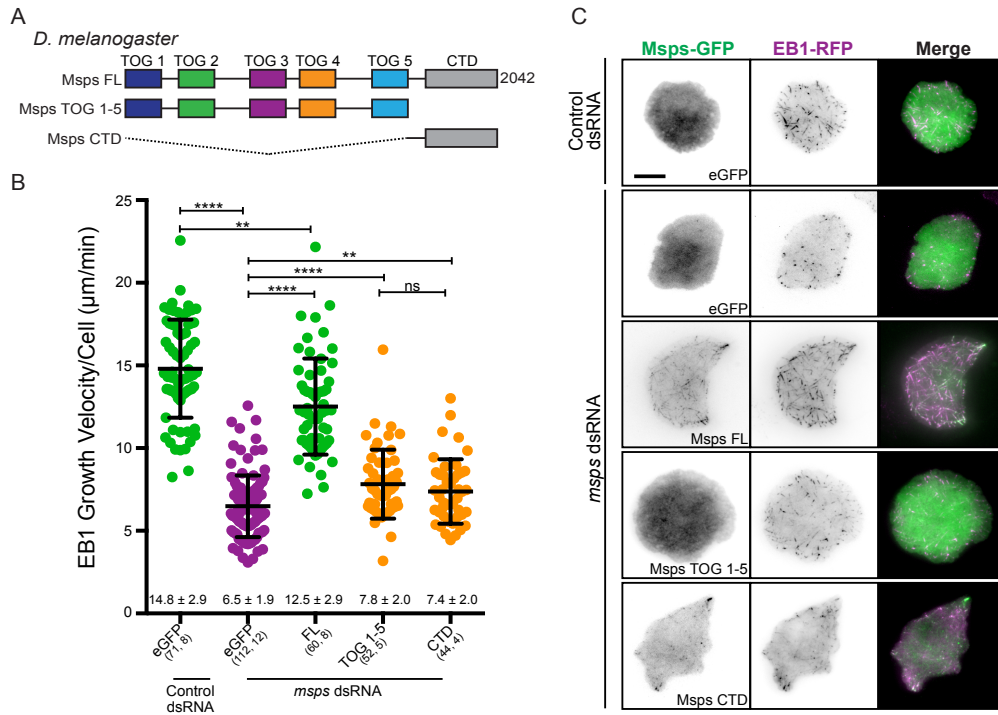 A
D. melanogaster
TOG 1 TOG 2 TOG 3 TOG 4 TOG 5 CTD
Msps FL 2042
Msps TOG 1-5
Msps CTD
B
EB1 Growth Velocity/Cell (µm/min)
25
20
15
10
5
0
****
**
**
****
****
ns
14.8 ± 2.9 6.5 ± 1.9 12.5 ± 2.9 7.8 ± 2.0 7.4 ± 2.0
eGFP (71, 8)
eGFP (112, 12)
FL (60, 8)
TOG 1-5 (52, 5)
CTD (44, 4)
Control dsRNA
msps dsRNA
C
Msps-GFP EB1-RFP Merge
Control dsRNA
eGFP
msps dsRNA
eGFP
Msps FL
Msps TOG 1-5
Msps CTD